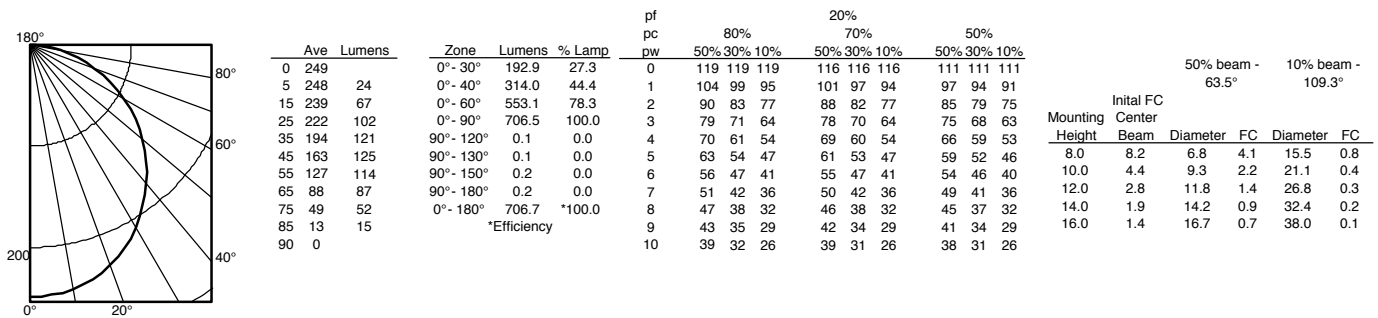 180°
80°
60°
200
40°
0°
20°
Ave Lumens
0 249
5 248 24
15 239 67
25 222 102
35 194 121
45 163 125
55 127 114
65 88 87
75 49 52
85 13 15
90 0
Zone Lumens % Lamp
0°- 30° 192.9 27.3
0°- 40° 314.0 44.4
0°- 60° 553.1 78.3
0°- 90° 706.5 100.0
90°- 120° 0.1 0.0
90°- 130° 0.1 0.0
90°- 150° 0.2 0.0
90°- 180° 0.2 0.0
0°- 180° 706.7 *100.0
*Efficiency
pf 20%
pc 80% 70% 50%
pw 50% 30% 10% 50% 30% 10% 50% 30% 10%
0 119 119 119 116 116 116 111 111 111
1 104 99 95 101 97 94 97 94 91
2 90 83 77 88 82 77 85 79 75
3 79 71 64 78 70 64 75 68 63
4 70 61 54 69 60 54 66 59 53
5 63 54 47 61 53 47 59 52 46
6 56 47 41 55 47 41 54 46 40
7 51 42 36 50 42 36 49 41 36
8 47 38 32 46 38 32 45 37 32
9 43 35 29 42 34 29 41 34 29
10 39 32 26 39 31 26 38 31 26
50% beam - 10% beam -
63.5° 109.3°
Inital FC
Mounting Center
Height Beam Diameter FC Diameter FC
8.0 8.2 6.8 4.1 15.5 0.8
10.0 4.4 9.3 2.2 21.1 0.4
12.0 2.8 11.8 1.4 26.8 0.3
14.0 1.9 14.2 0.9 32.4 0.2
16.0 1.4 16.7 0.7 38.0 0.1